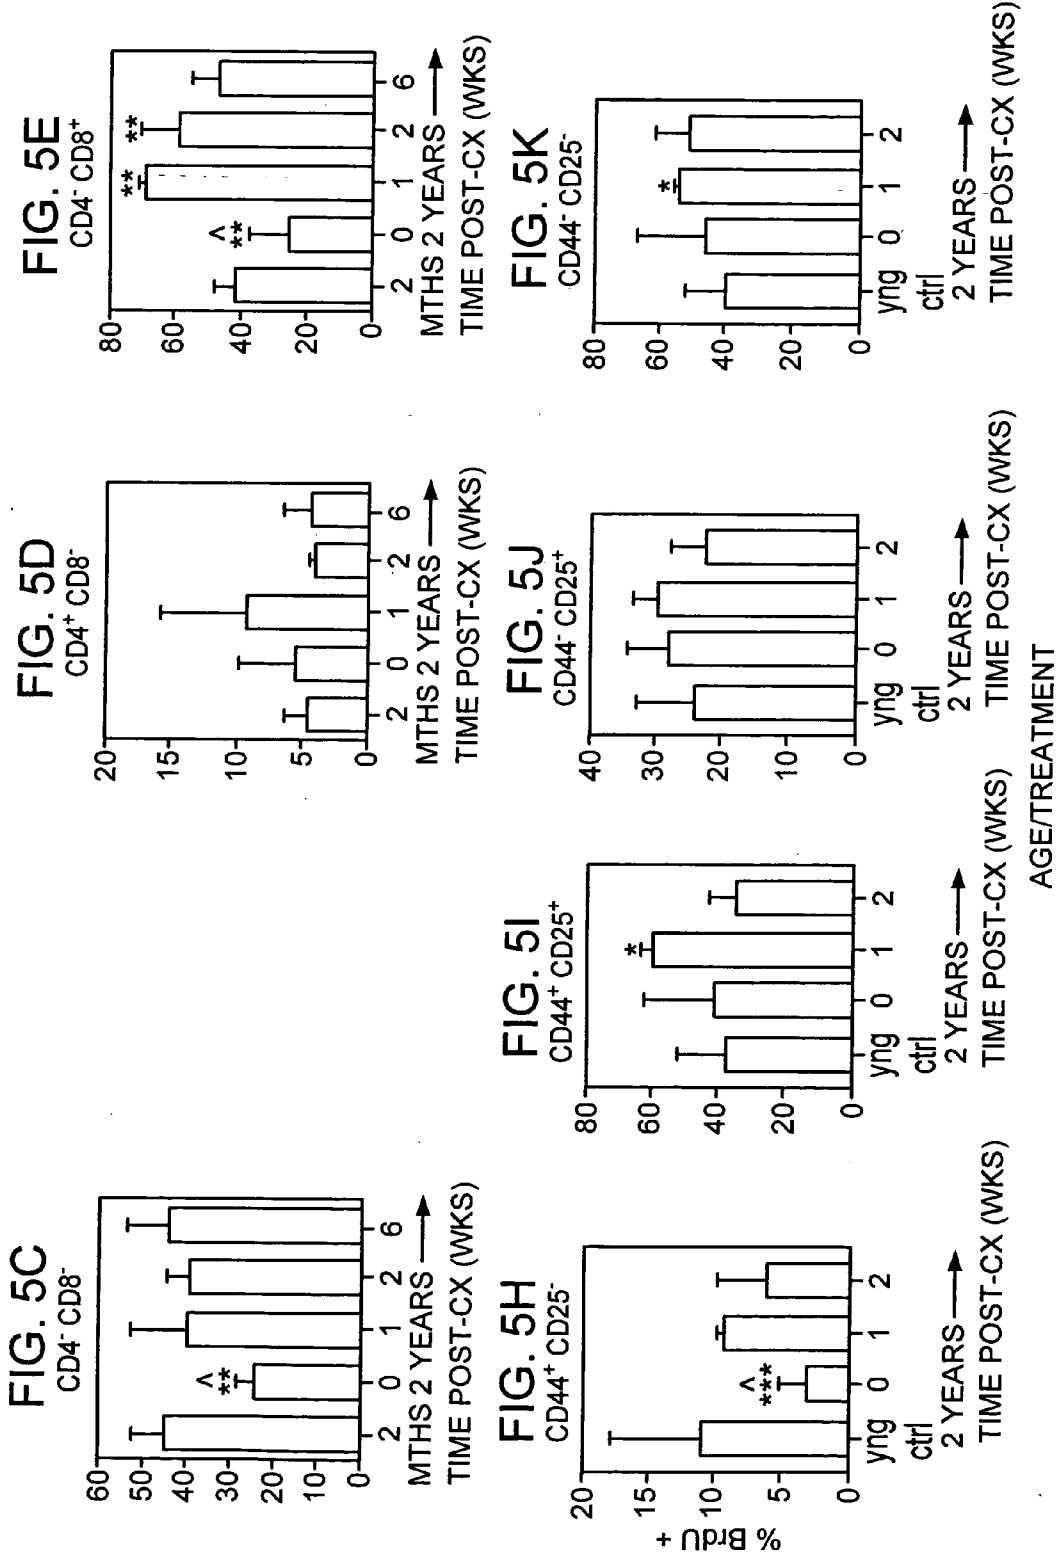 FIG. 5C
CD4- CD8-
60
50
40
30
20
10
0
^
**
2 0 1 2 6
MTHS 2 YEARS
TIME POST-CX (WKS)
FIG. 5D
CD4+ CD8-
20
15
10
5
0
2 0 1 2 6
MTHS 2 YEARS
TIME POST-CX (WKS)
FIG. 5E
CD4- CD8+
80
60
40
20
0
^
** ** **
2 0 1 2 6
MTHS 2 YEARS
TIME POST-CX (WKS)
FIG. 5H
CD44+ CD25-
% BrdU +
20
15
10
5
0
^
***
yng 0 1 2
ctrl
2 YEARS
TIME POST-CX (WKS)
FIG. 5I
CD44+ CD25+
80
60
40
20
0
*
yng 0 1 2
ctrl
2 YEARS
TIME POST-CX (WKS)
FIG. 5J
CD44- CD25+
40
30
20
10
0
yng 0 1 2
ctrl
2 YEARS
TIME POST-CX (WKS)
FIG. 5K
CD44- CD25-
80
60
40
20
0
*
yng 0 1 2
ctrl
2 YEARS
TIME POST-CX (WKS)
AGE/TREATMENT